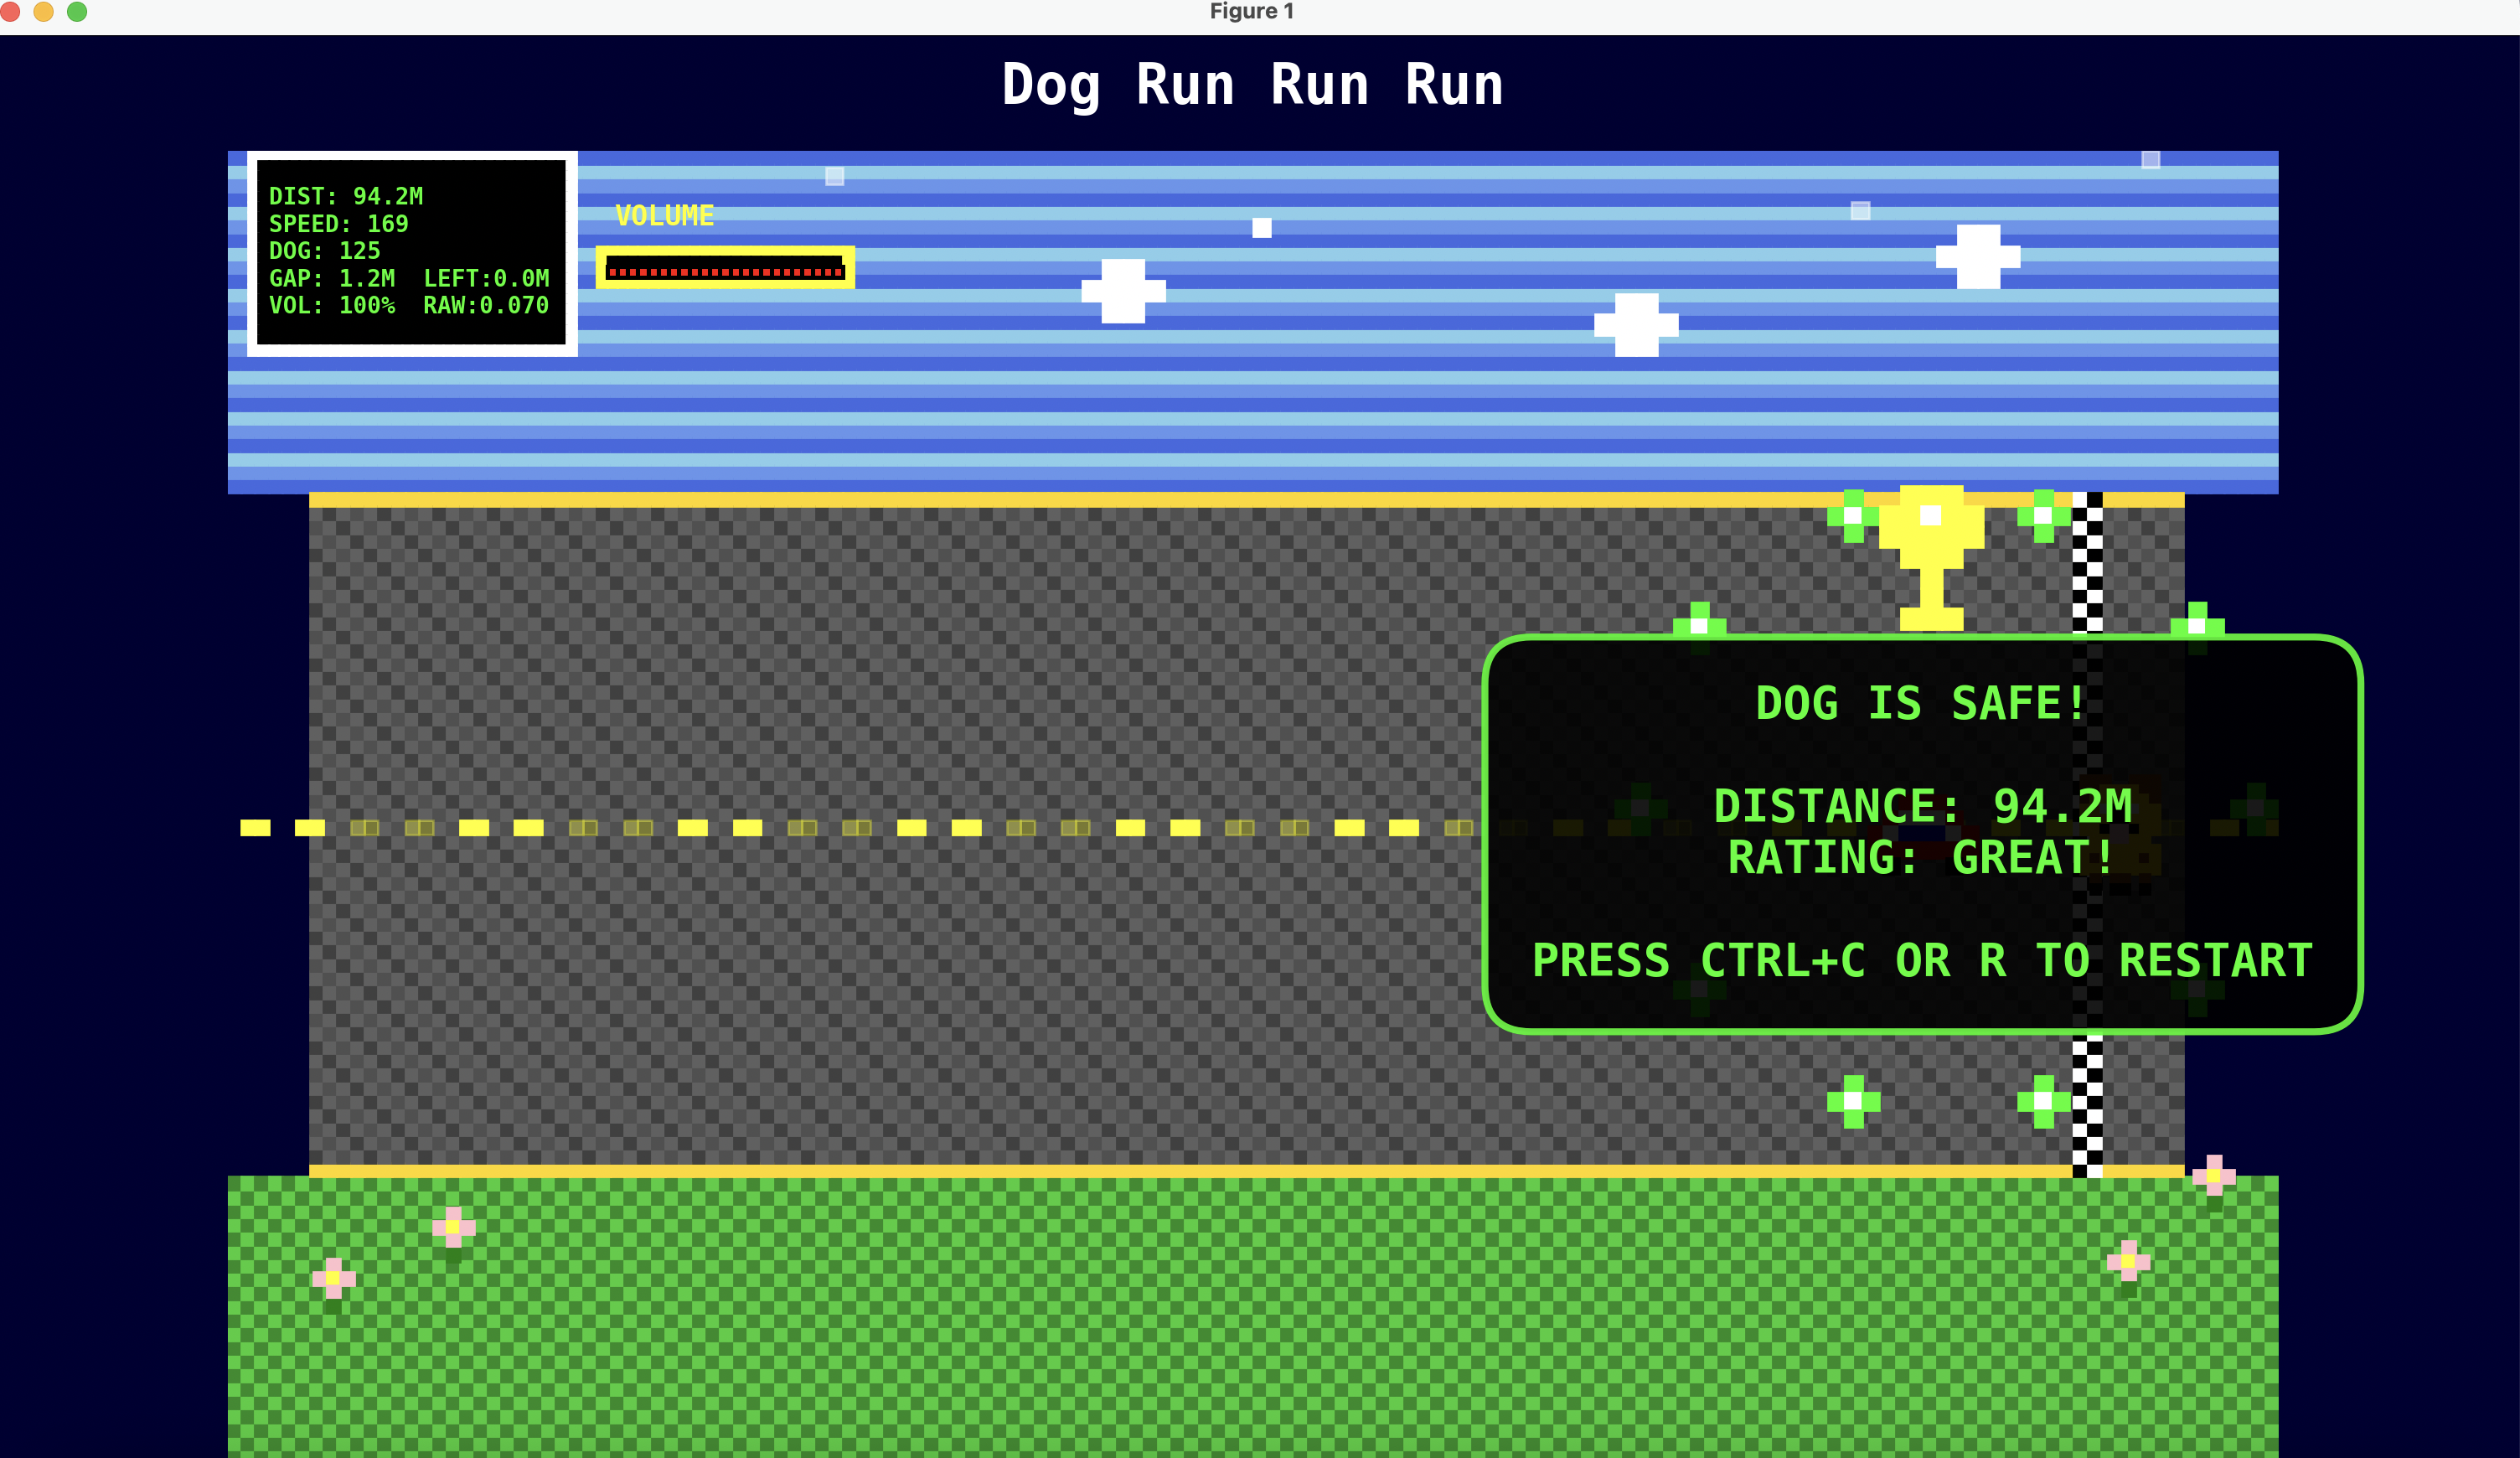 Figure 1
Dog Run Run Run
DIST: 94.2M
SPEED: 169
DOG: 125
GAP: 1.2M  LEFT:0.0M
VOL: 100%  RAW:0.070
VOLUME
DOG IS SAFE!
DISTANCE: 94.2M
RATING: GREAT!
PRESS CTRL+C OR R TO RESTART